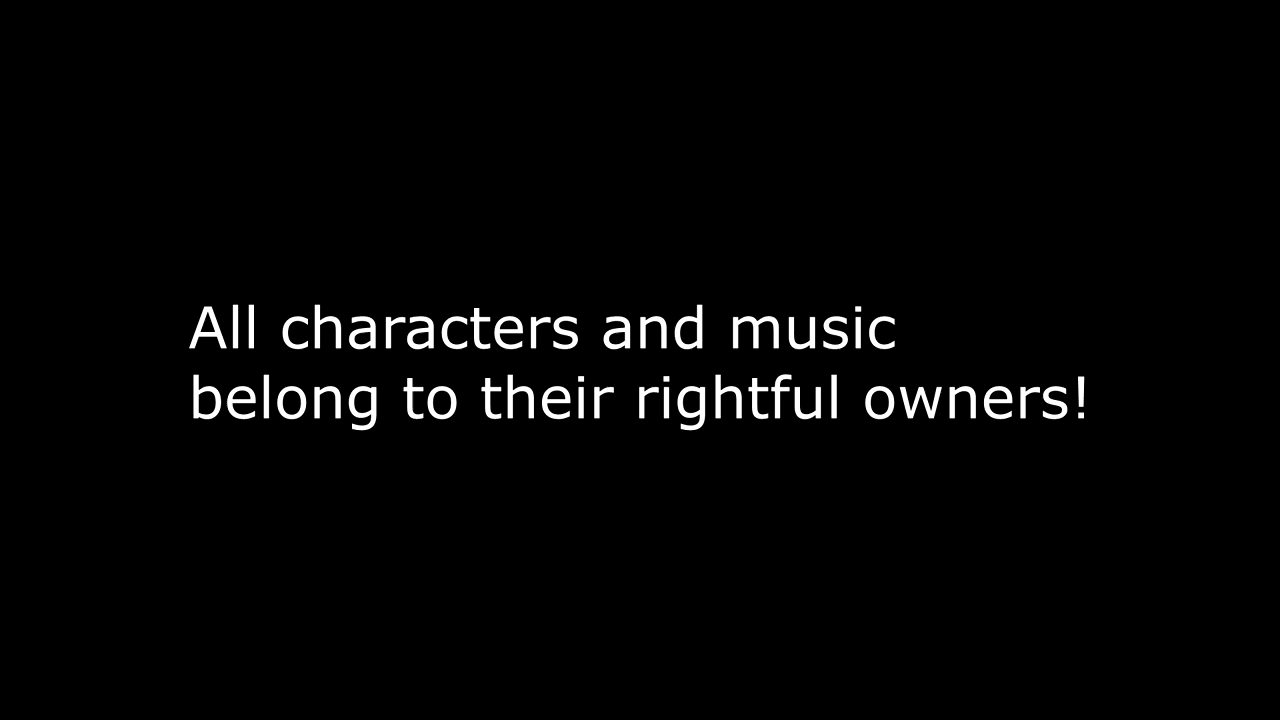 All characters and music
belong to their rightful owners!